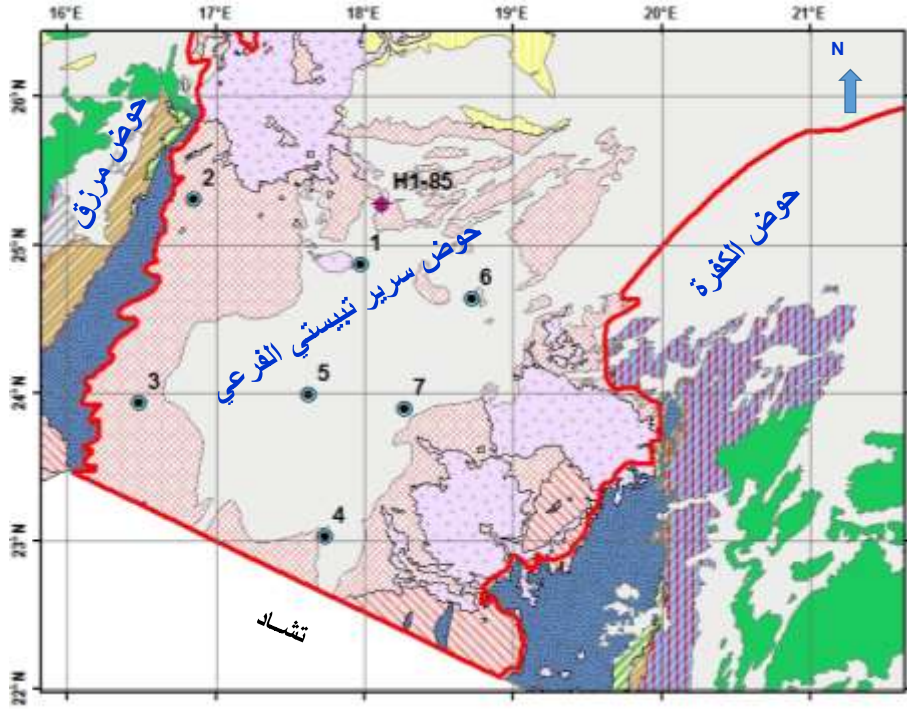 16°E 17°E 18°E 19°E 20°E 21°E
N
26°N
حوض مرزق
2
H1-85
25°N
1
حوض الكفرة
6
حوض سرير تيبستي الفرعي
24°N
3
5
7
23°N
4
تشاد
22°N